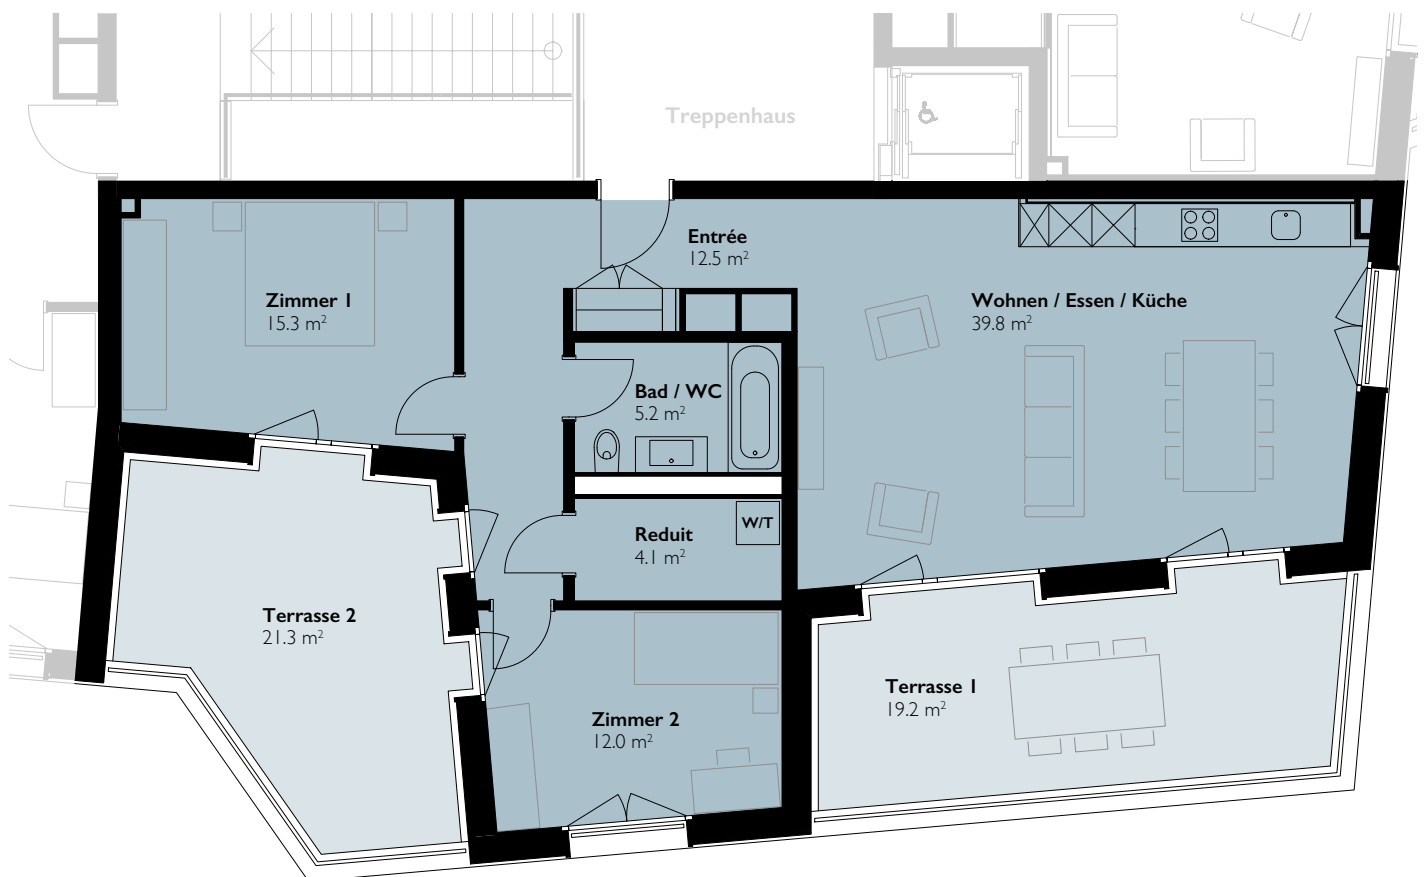 Treppenhaus
Entrée
12.5 m²
Zimmer 1
15.3 m²
Wohnen / Essen / Küche
39.8 m²
Bad / WC
5.2 m²
Reduit
4.1 m²
W/T
Terrasse 2
21.3 m²
Terrasse 1
19.2 m²
Zimmer 2
12.0 m²